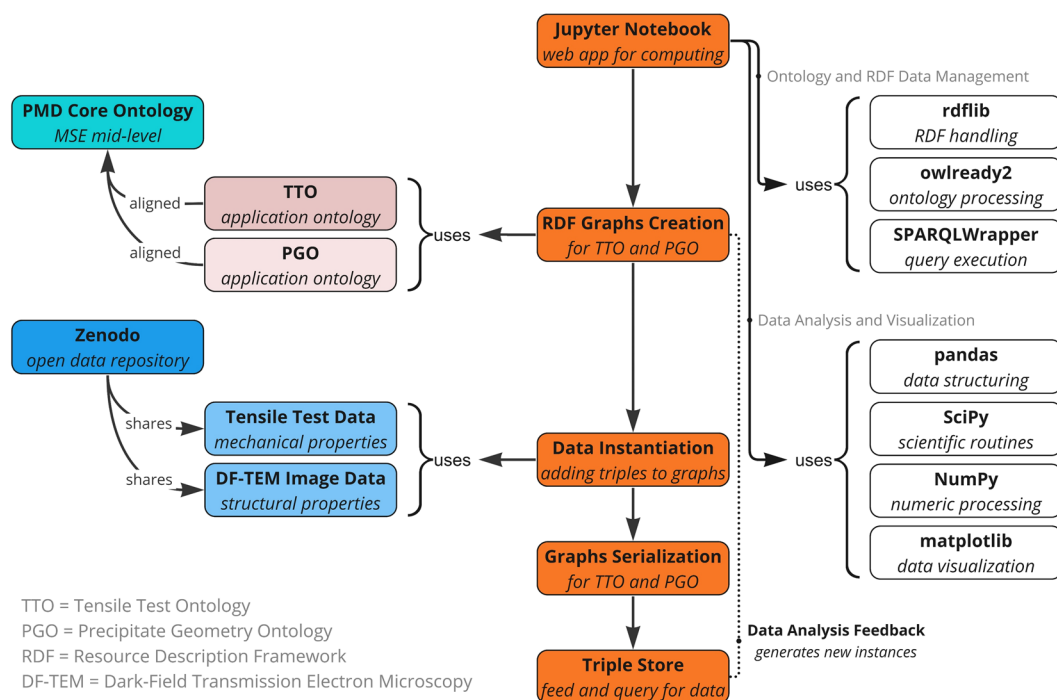 Jupyter Notebook
web app for computing
Ontology and RDF Data Management
PMD Core Ontology
MSE mid-level
rdflib
RDF handling
uses
owlready2
ontology processing
SPARQLWrapper
query execution
aligned
TTO
application ontology
aligned
PGO
application ontology
uses
RDF Graphs Creation
for TTO and PGO
Zenodo
open data repository
Data Analysis and Visualization
pandas
data structuring
SciPy
scientific routines
uses
NumPy
numeric processing
matplotlib
data visualization
shares
Tensile Test Data
mechanical properties
shares
DF-TEM Image Data
structural properties
uses
Data Instantiation
adding triples to graphs
Graphs Serialization
for TTO and PGO
Data Analysis Feedback
generates new instances
Triple Store
feed and query for data
TTO = Tensile Test Ontology
PGO = Precipitate Geometry Ontology
RDF = Resource Description Framework
DF-TEM = Dark-Field Transmission Electron Microscopy